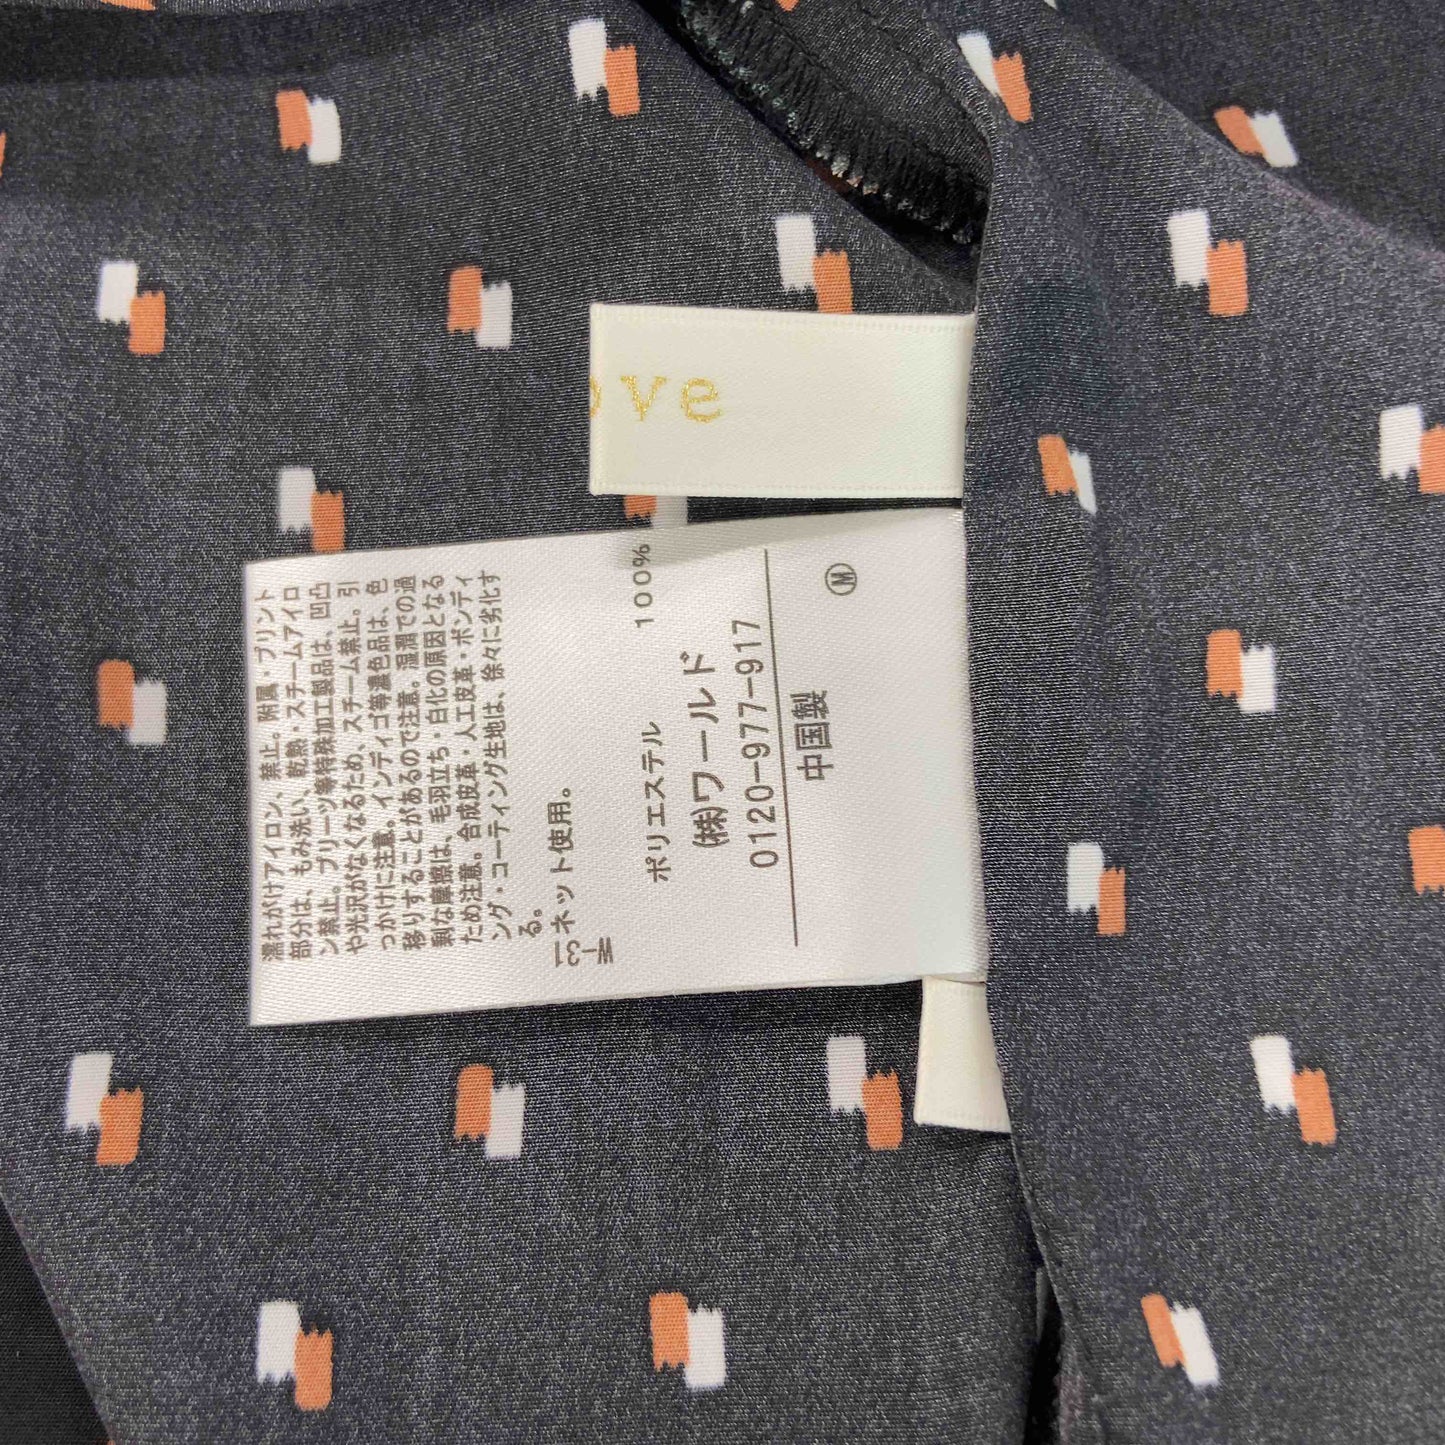 ove
濡れがけアイロン、禁止。附属・プリント
部分は、もみ洗い、乾熱・スチームアイロ
ン禁止。プリーツ等特殊加工製品は、凹凸
や光沢がなくなるため、スチーム禁止。引
っかけに注意。インディゴ等濃色品は、色
移りすることがあるので注意。湿潤での過
剰な摩擦は、毛羽立ち・白化の原因となる
ため注意。合成皮革・人工皮革・ボンディ
ング・コーティング生地は、徐々に劣化す
る。
ネット使用。
ポリエステル 100%
㈱ワールド
0120-977-917
中国製
Ⓜ